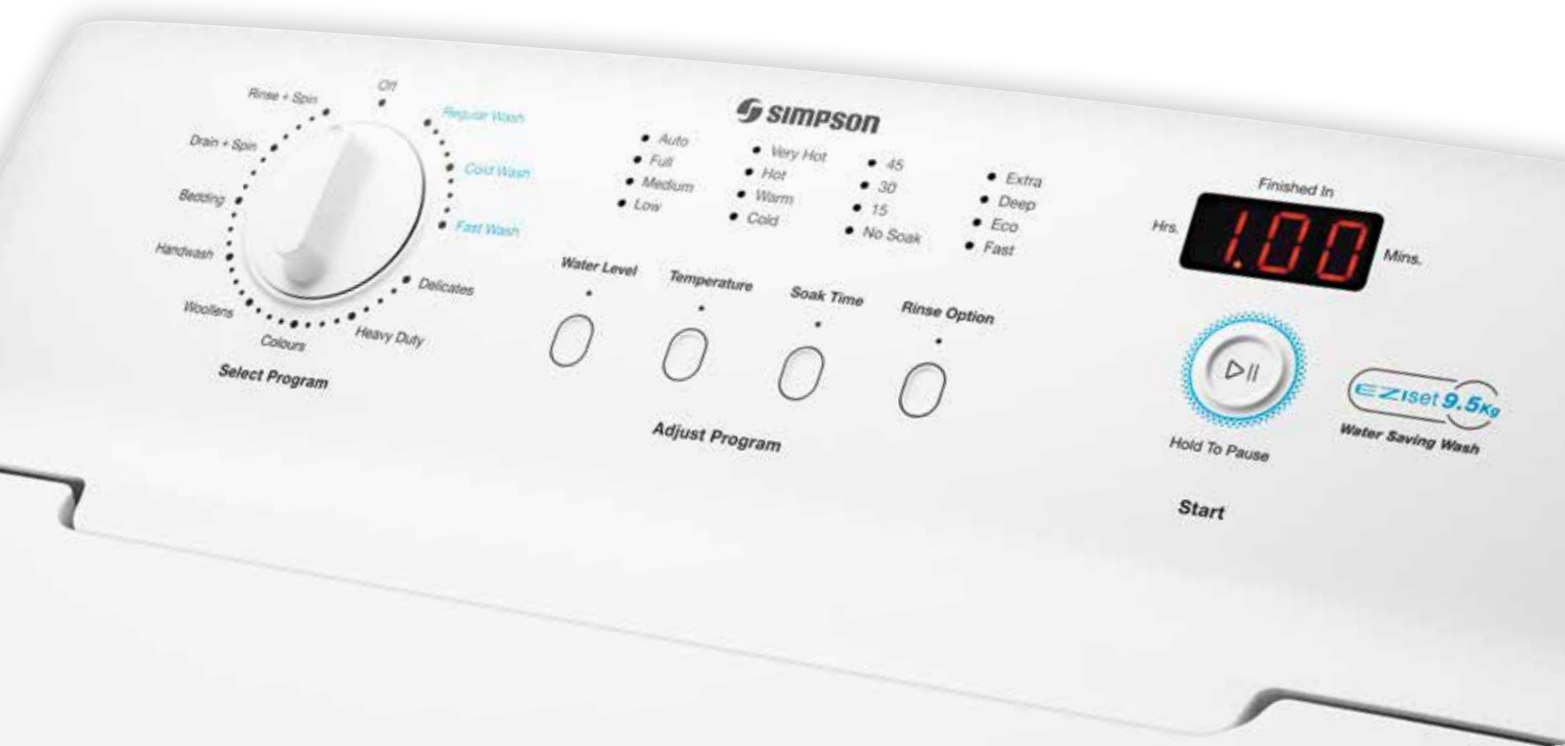 Off
Regular Wash
Cold Wash
Fast Wash
Delicates
Heavy Duty
Colours
Woollens
Handwash
Bedding
Drain + Spin
Rinse + Spin
Select Program
SIMPSON
Auto
Full
Medium
Low
Water Level
Very Hot
Hot
Warm
Cold
Temperature
45
30
15
No Soak
Soak Time
Extra
Deep
Eco
Fast
Rinse Option
Adjust Program
Finished In
Hrs. 1.00 Mins.
Hold To Pause
Start
EZIset 9.5Kg
Water Saving Wash